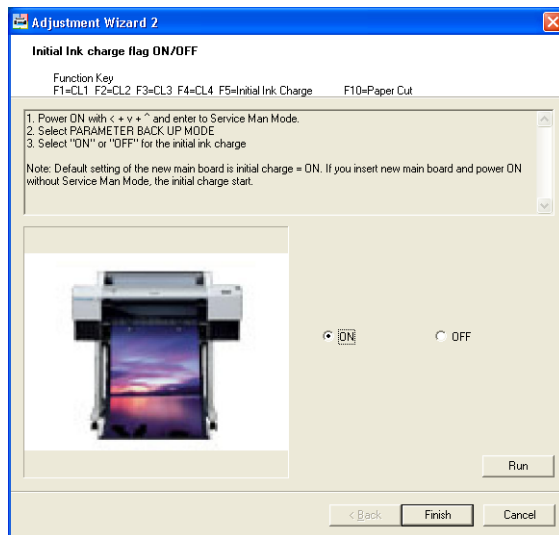 Adjustment Wizard 2
Initial Ink charge flag ON/OFF
Function Key
F1=CL1 F2=CL2 F3=CL3 F4=CL4 F5=Initial Ink Charge F10=Paper Cut
1. Power ON with < + v + ^ and enter to Service Man Mode.
2. Select PARAMETER BACK UP MODE
3. Select "ON" or "OFF" for the initial ink charge
Note: Default setting of the new main board is initial charge = ON. If you insert new main board and power ON
without Service Man Mode, the initial charge start.
ON OFF
Run
< Back Finish Cancel